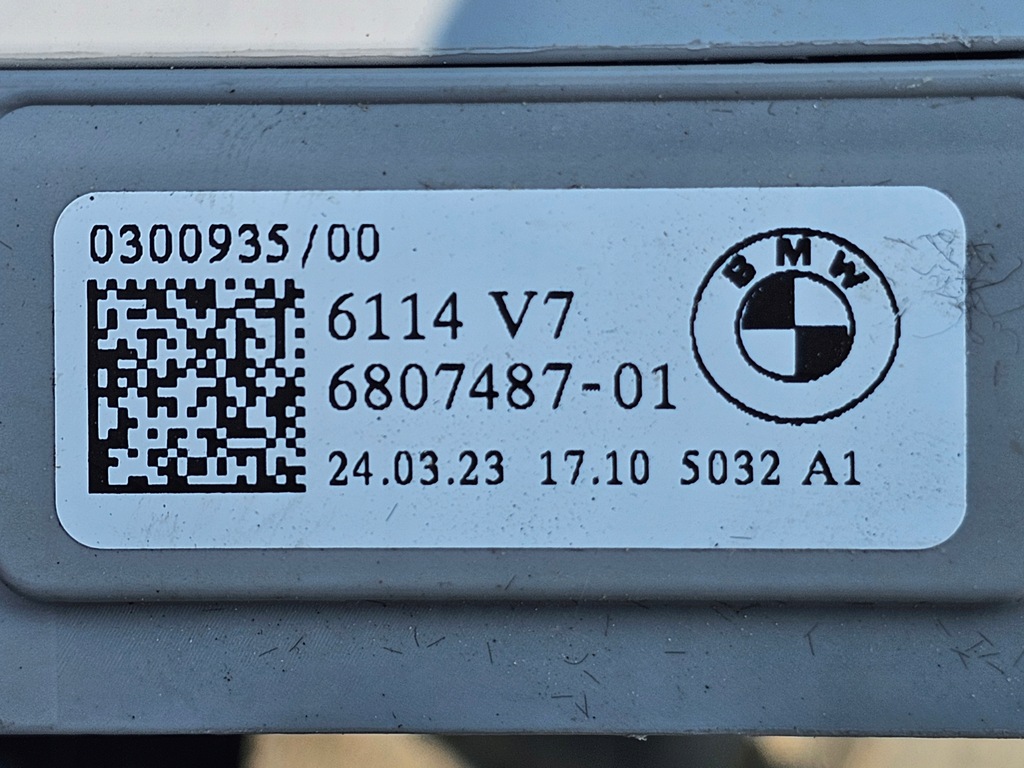 0300935/00
6114 V7
6807487-01
24.03.23 17.10 5032 A1
BMW